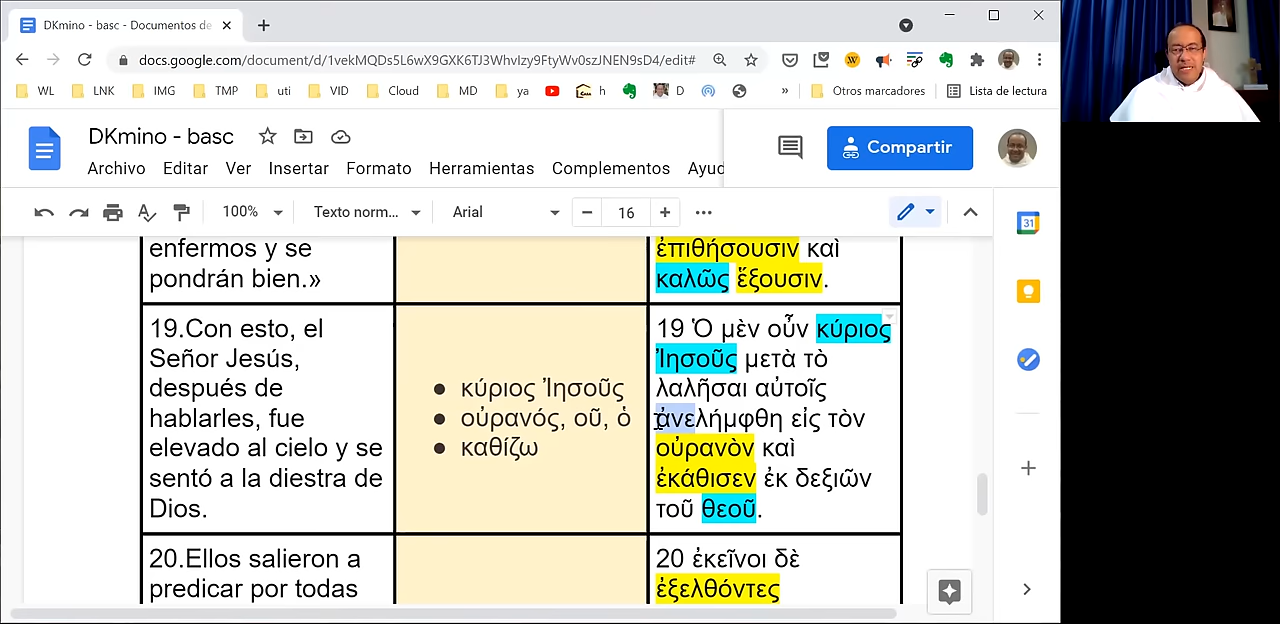 DKmino - basc - Documentos de
docs.google.com/document/d/1vekMQDs5L6wX9GXK6TJ3WhvIzy9FtyWv0szJNEN9sD4/edit#
WL LNK IMG TMP uti VID Cloud MD ya h D » Otros marcadores Lista de lectura
DKmino - basc
Archivo Editar Ver Insertar Formato Herramientas Complementos Ayud
Compartir
100% Texto norm... Arial 16
31
enfermos y se
pondrán bien.»
ἐπιθήσουσιν καὶ
καλῶς ἕξουσιν.
19.Con esto, el
Señor Jesús,
después de
hablarles, fue
elevado al cielo y se
sentó a la diestra de
Dios.
● κύριος Ἰησοῦς
● οὐρανός, οῦ, ὁ
● καθίζω
19 Ὁ μὲν οὖν κύριος
Ἰησοῦς μετὰ τὸ
λαλῆσαι αὐτοῖς
ἀνελήμφθη εἰς τὸν
οὐρανὸν καὶ
ἐκάθισεν ἐκ δεξιῶν
τοῦ θεοῦ.
20.Ellos salieron a
predicar por todas
20 ἐκεῖνοι δὲ
ἐξελθόντες